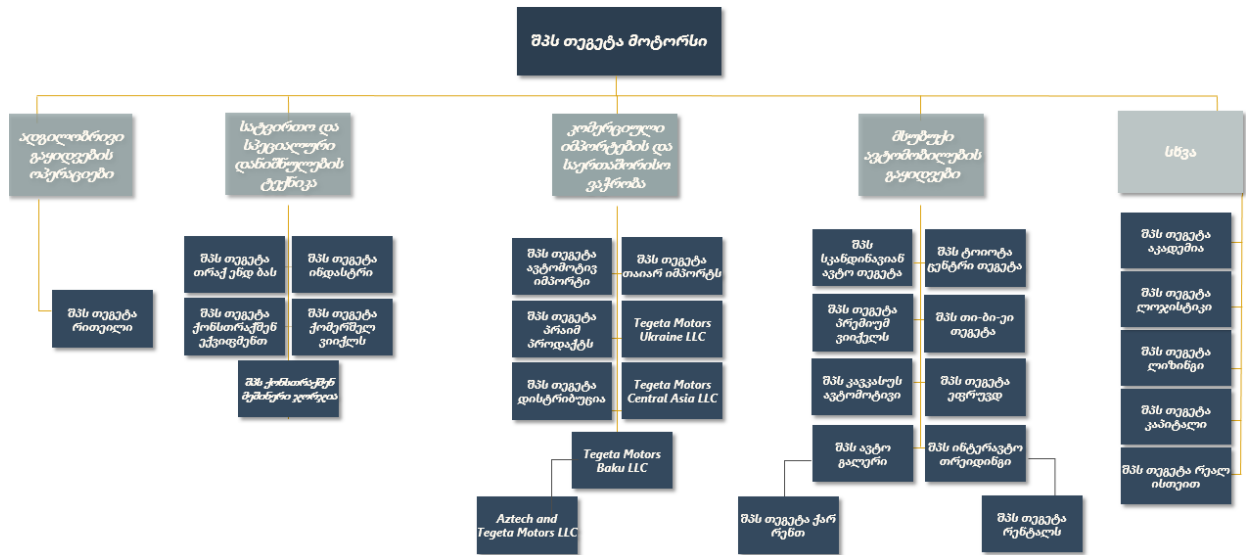 შპს თეგეტა მოტორსი
ადგილობრივი
გაყიდვების
ოპერაციები
სატვირთო და
სპეციალური
დანიშნულების
ტექნიკა
კომერციული
იმპორტების და
საერთაშორისო
ვაჭრობა
მსუბუქი
ავტომობილების
გაყიდვები
სხვა
შპს თეგეტა
რითეილი
შპს თეგეტა
თრაქ ენდ ბას
შპს თეგეტა
ინდასტრი
შპს თეგეტა
ქონსთრაქშენ
ექვიფმენთ
შპს თეგეტა
ქომერშელ
ვიიქლს
შპს ქონსთრაქშენ
მეშინერი ჯორჯია
შპს თეგეტა
ავტომოტივ
იმპორტი
შპს თეგეტა
თაიარ იმპორტს
შპს თეგეტა
პრაიმ
პროდაქტს
Tegeta Motors
Ukraine LLC
შპს თეგეტა
დისტრიბუცია
Tegeta Motors
Central Asia LLC
Tegeta Motors
Baku LLC
Aztech and
Tegeta Motors LLC
შპს
სკანდინავიან
ავტო თეგეტა
შპს ტოიოტა
ცენტრი თეგეტა
შპს თეგეტა
პრემიუმ
ვიიქელს
შპს თი-ბი-ეი
თეგეტა
შპს კავკასუს
ავტომოტივი
შპს თეგეტა
ეფრუვდ
შპს ავტო
გალერი
შპს ინტერავტო
თრეიდინგი
შპს თეგეტა ქარ
რენთ
შპს თეგეტა
რენტალს
შპს თეგეტა
აკადემია
შპს თეგეტა
ლოჯისტიკი
შპს თეგეტა
ლიზინგი
შპს თეგეტა
კაპიტალი
შპს თეგეტა რეალ
ისთეით